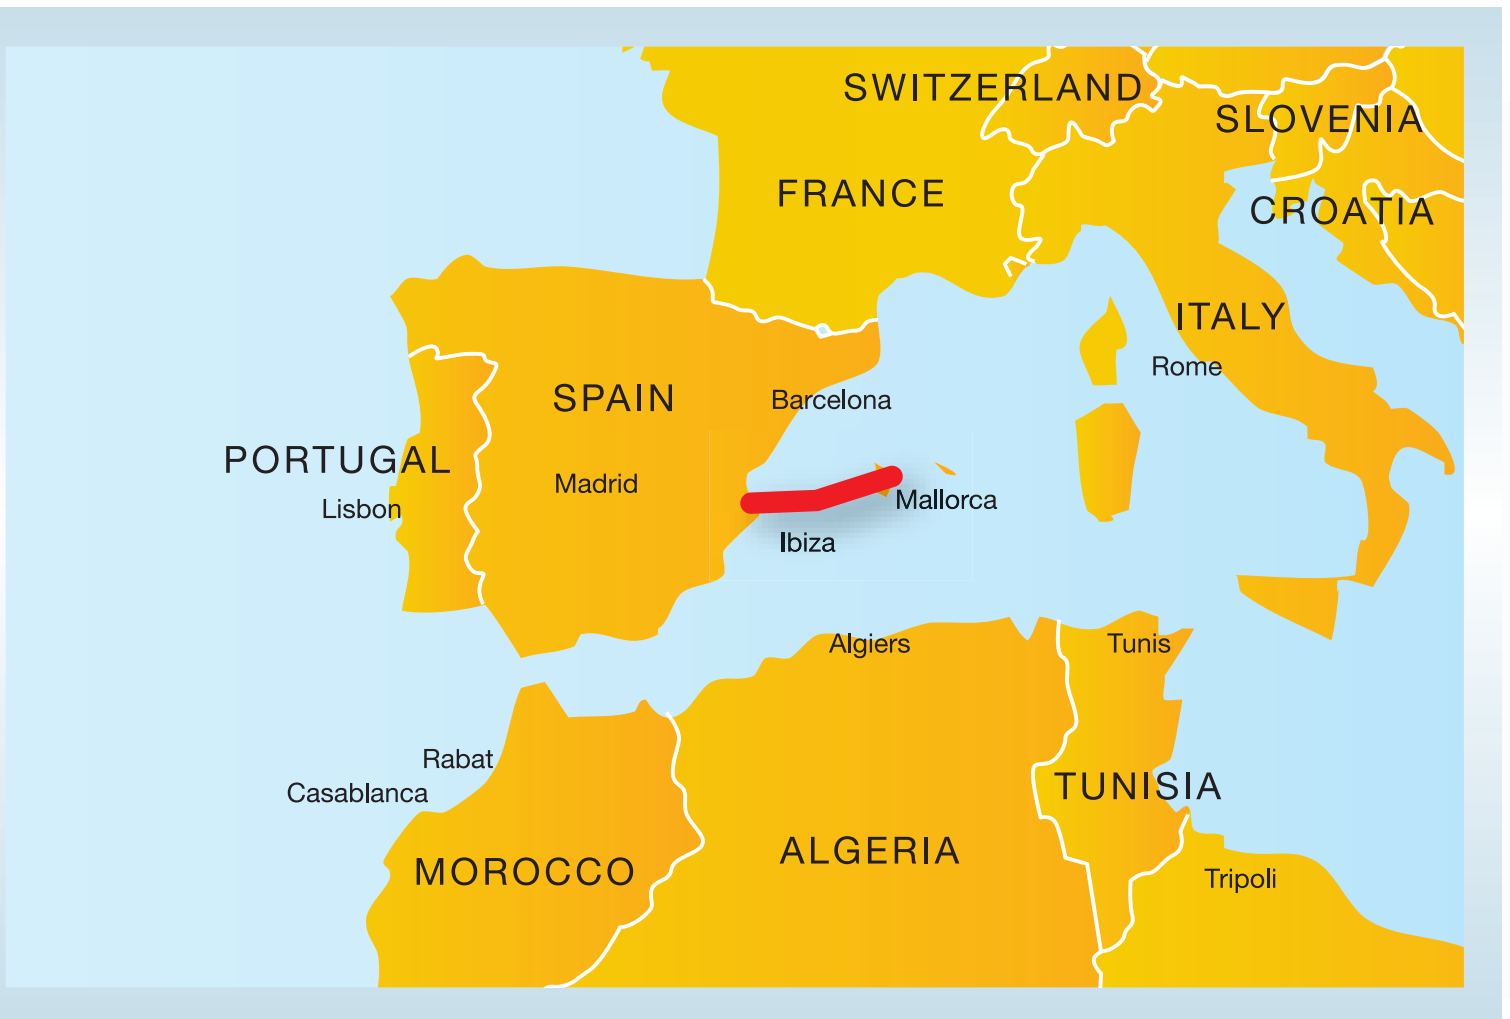 SWITZERLAND
SLOVENIA
FRANCE
CROATIA
ITALY
Rome
SPAIN
Barcelona
PORTUGAL
Madrid
Lisbon
Mallorca
Ibiza
Algiers
Tunis
Rabat
Casablanca
TUNISIA
ALGERIA
MOROCCO
Tripoli